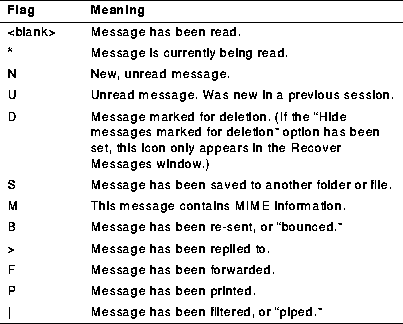 Flag Meaning
<blank> Message has been read.
* Message is currently being read.
N New, unread message.
U Unread message. Was new in a previous session.
D Message marked for deletion. (If the "Hide
messages marked for deletion" option has been
set, this icon only appears in the Recover
Messages window.)
S Message has been saved to another folder or file.
M This message contains MIME information.
B Message has been re-sent, or "bounced."
> Message has been replied to.
F Message has been forwarded.
P Message has been printed.
| Message has been filtered, or "piped."